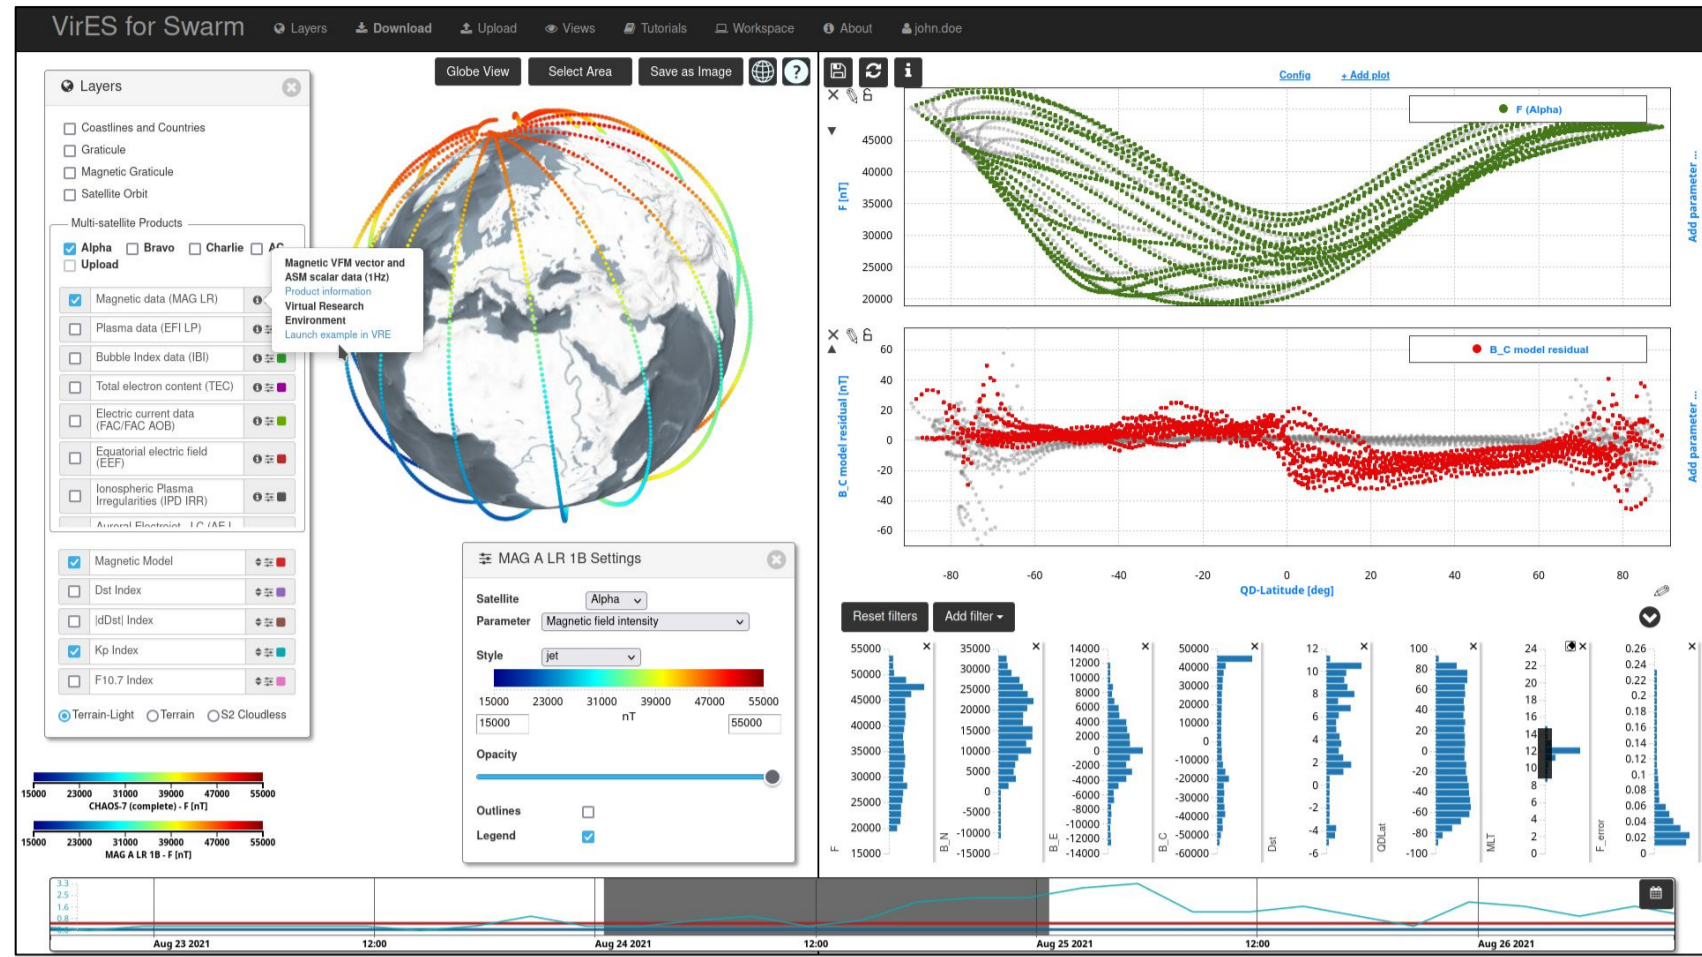 VirES for Swarm
Layers
Download
Upload
Views
Tutorials
Workspace
About
john.doe
Layers
Coastlines and Countries
Graticule
Magnetic Graticule
Satellite Orbit
Multi-satellite Products
Alpha
Bravo
Charlie
Upload
Magnetic data (MAG LR)
Plasma data (EFI LP)
Bubble Index data (IBI)
Total electron content (TEC)
Electric current data
(FAC/FAC AOB)
Equatorial electric field
(EEF)
Ionospheric Plasma
Irregularities (IPD IRR)
Magnetic VFM vector and
ASM scalar data (1Hz)
Product information
Virtual Research
Environment
Launch example in VRE
Magnetic Model
Dst Index
|dDst| Index
Kp Index
F10.7 Index
Terrain-Light
Terrain
S2 Cloudless
15000 23000 31000 39000 47000 55000
CHAOS-7 (complete) - F [nT]
15000 23000 31000 39000 47000 55000
MAG A LR 1B - F [nT]
Globe View
Select Area
Save as Image
?
MAG A LR 1B Settings
Satellite
Alpha
Parameter
Magnetic field intensity
Style
jet
15000 23000 31000 39000 47000 55000
nT
15000
55000
Opacity
Outlines
Legend
Config
+ Add plot
F (Alpha)
45000
40000
35000
30000
25000
20000
F [nT]
Add parameter ...
B_C model residual
60
40
20
0
-20
-40
-60
B_C model residual [nT]
Add parameter ...
-80 -60 -40 -20 0 20 40 60 80
QD-Latitude [deg]
Reset filters
Add filter
55000
50000
45000
40000
35000
30000
25000
20000
15000
F
35000
30000
25000
20000
15000
10000
5000
0
-5000
-10000
-15000
B_N
14000
12000
10000
8000
6000
4000
2000
0
-2000
-4000
-6000
-8000
-10000
-12000
-14000
B_E
50000
40000
30000
20000
10000
0
-10000
-20000
-30000
-40000
-50000
-60000
B_C
12
10
8
6
4
2
0
-2
-4
-6
Dst
100
80
60
40
20
0
-20
-40
-60
-80
-100
QDLat
24
22
20
18
16
14
12
10
8
6
4
2
0
MLT
0.26
0.24
0.22
0.2
0.18
0.16
0.14
0.12
0.1
0.08
0.06
0.04
0.02
0
F_error
3.3
2.5
1.6
0.8
Aug 23 2021
12:00
Aug 24 2021
12:00
Aug 25 2021
12:00
Aug 26 2021